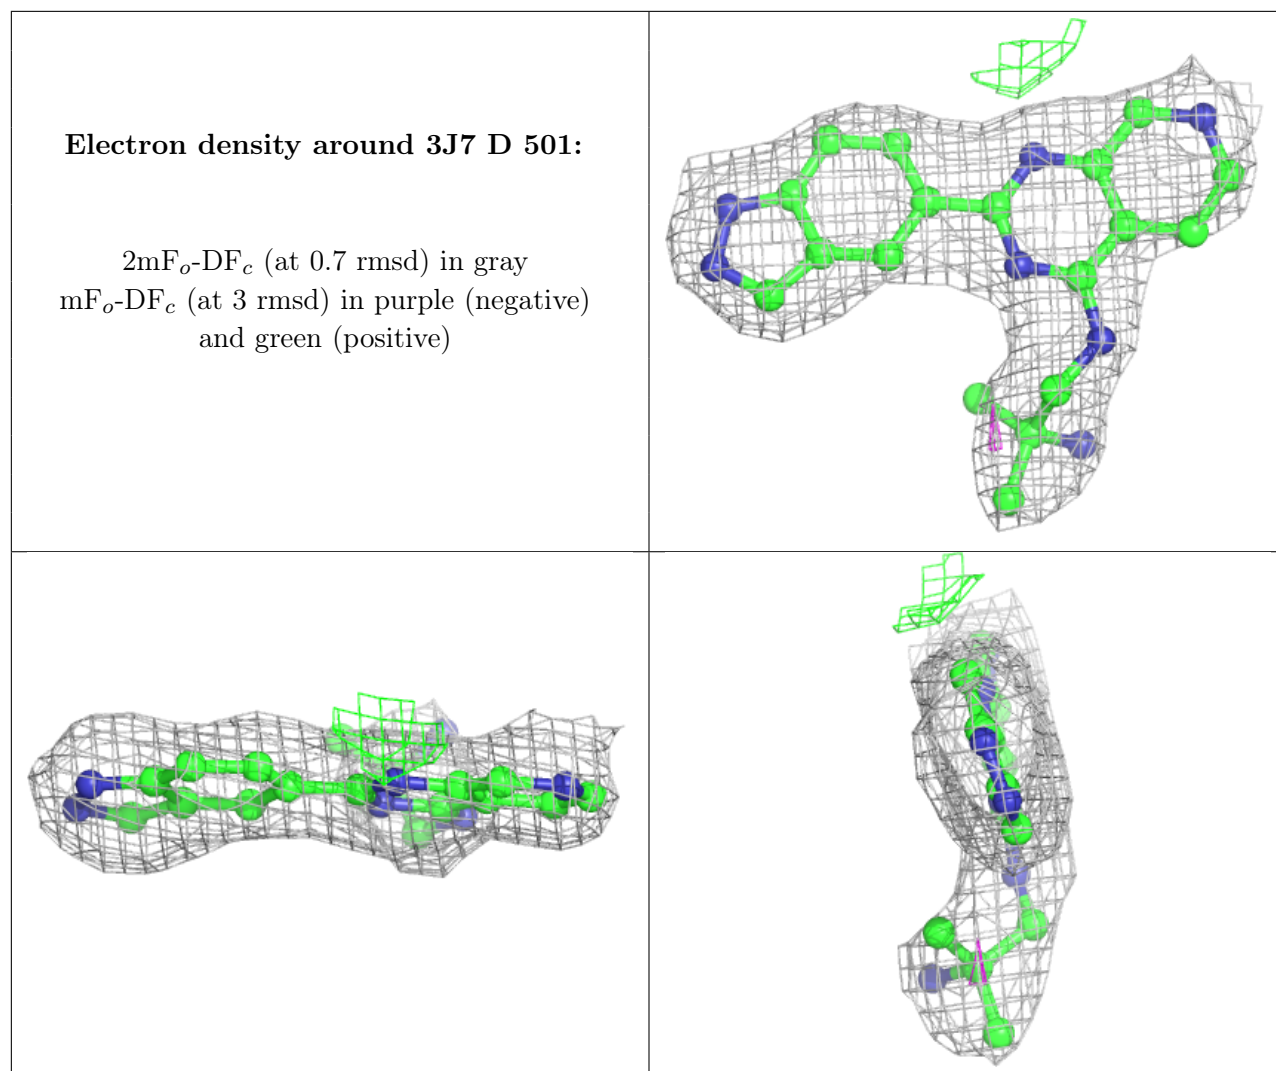 Electron density around 3J7 D 501:
2mFo-DFc (at 0.7 rmsd) in gray
mFo-DFc (at 3 rmsd) in purple (negative)
and green (positive)